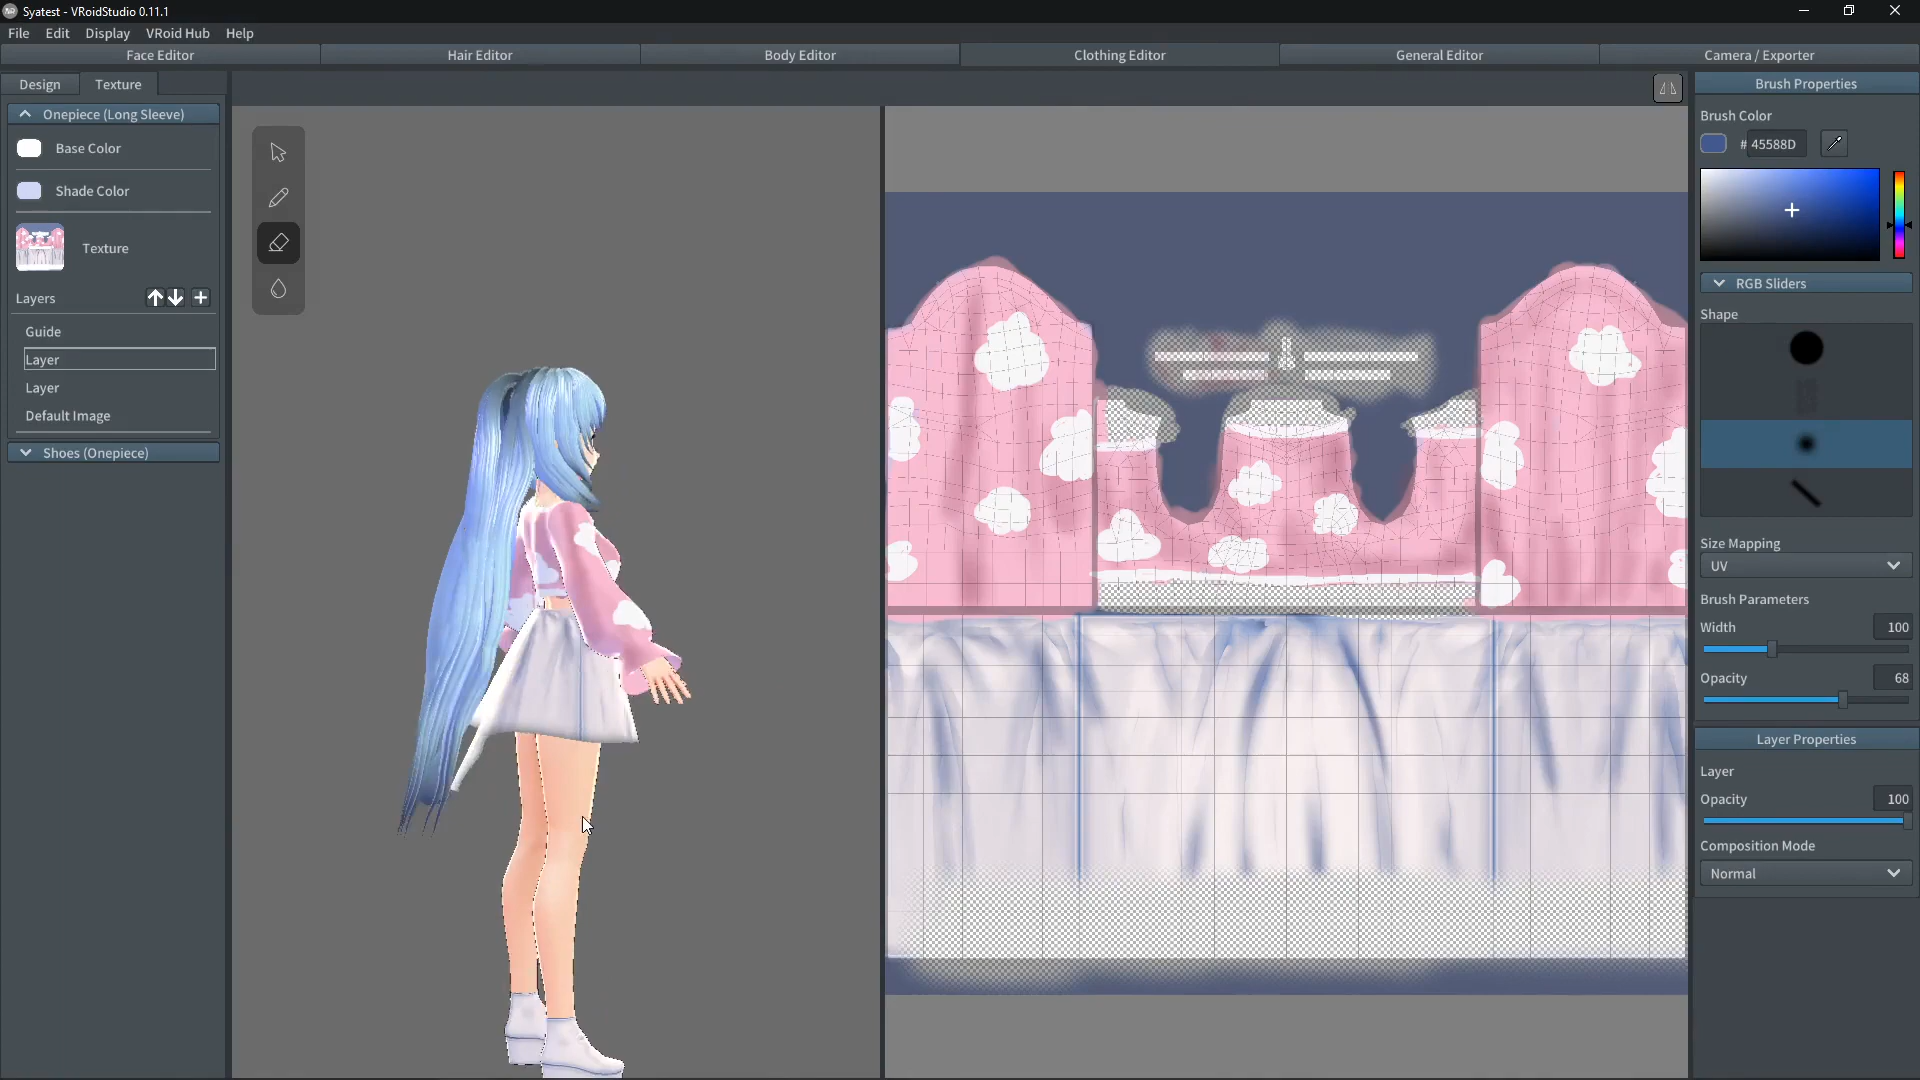 Syatest - VRoidStudio 0.11.1
File Edit Display VRoid Hub Help
Face Editor Hair Editor Body Editor Clothing Editor General Editor Camera / Exporter
Design Texture
Onepiece (Long Sleeve)
Base Color
Shade Color
Texture
Layers
Guide
Layer
Layer
Default Image
Shoes (Onepiece)
Brush Properties
Brush Color
# 45588D
RGB Sliders
Shape
Size Mapping
UV
Brush Parameters
Width 100
Opacity 68
Layer Properties
Layer
Opacity 100
Composition Mode
Normal